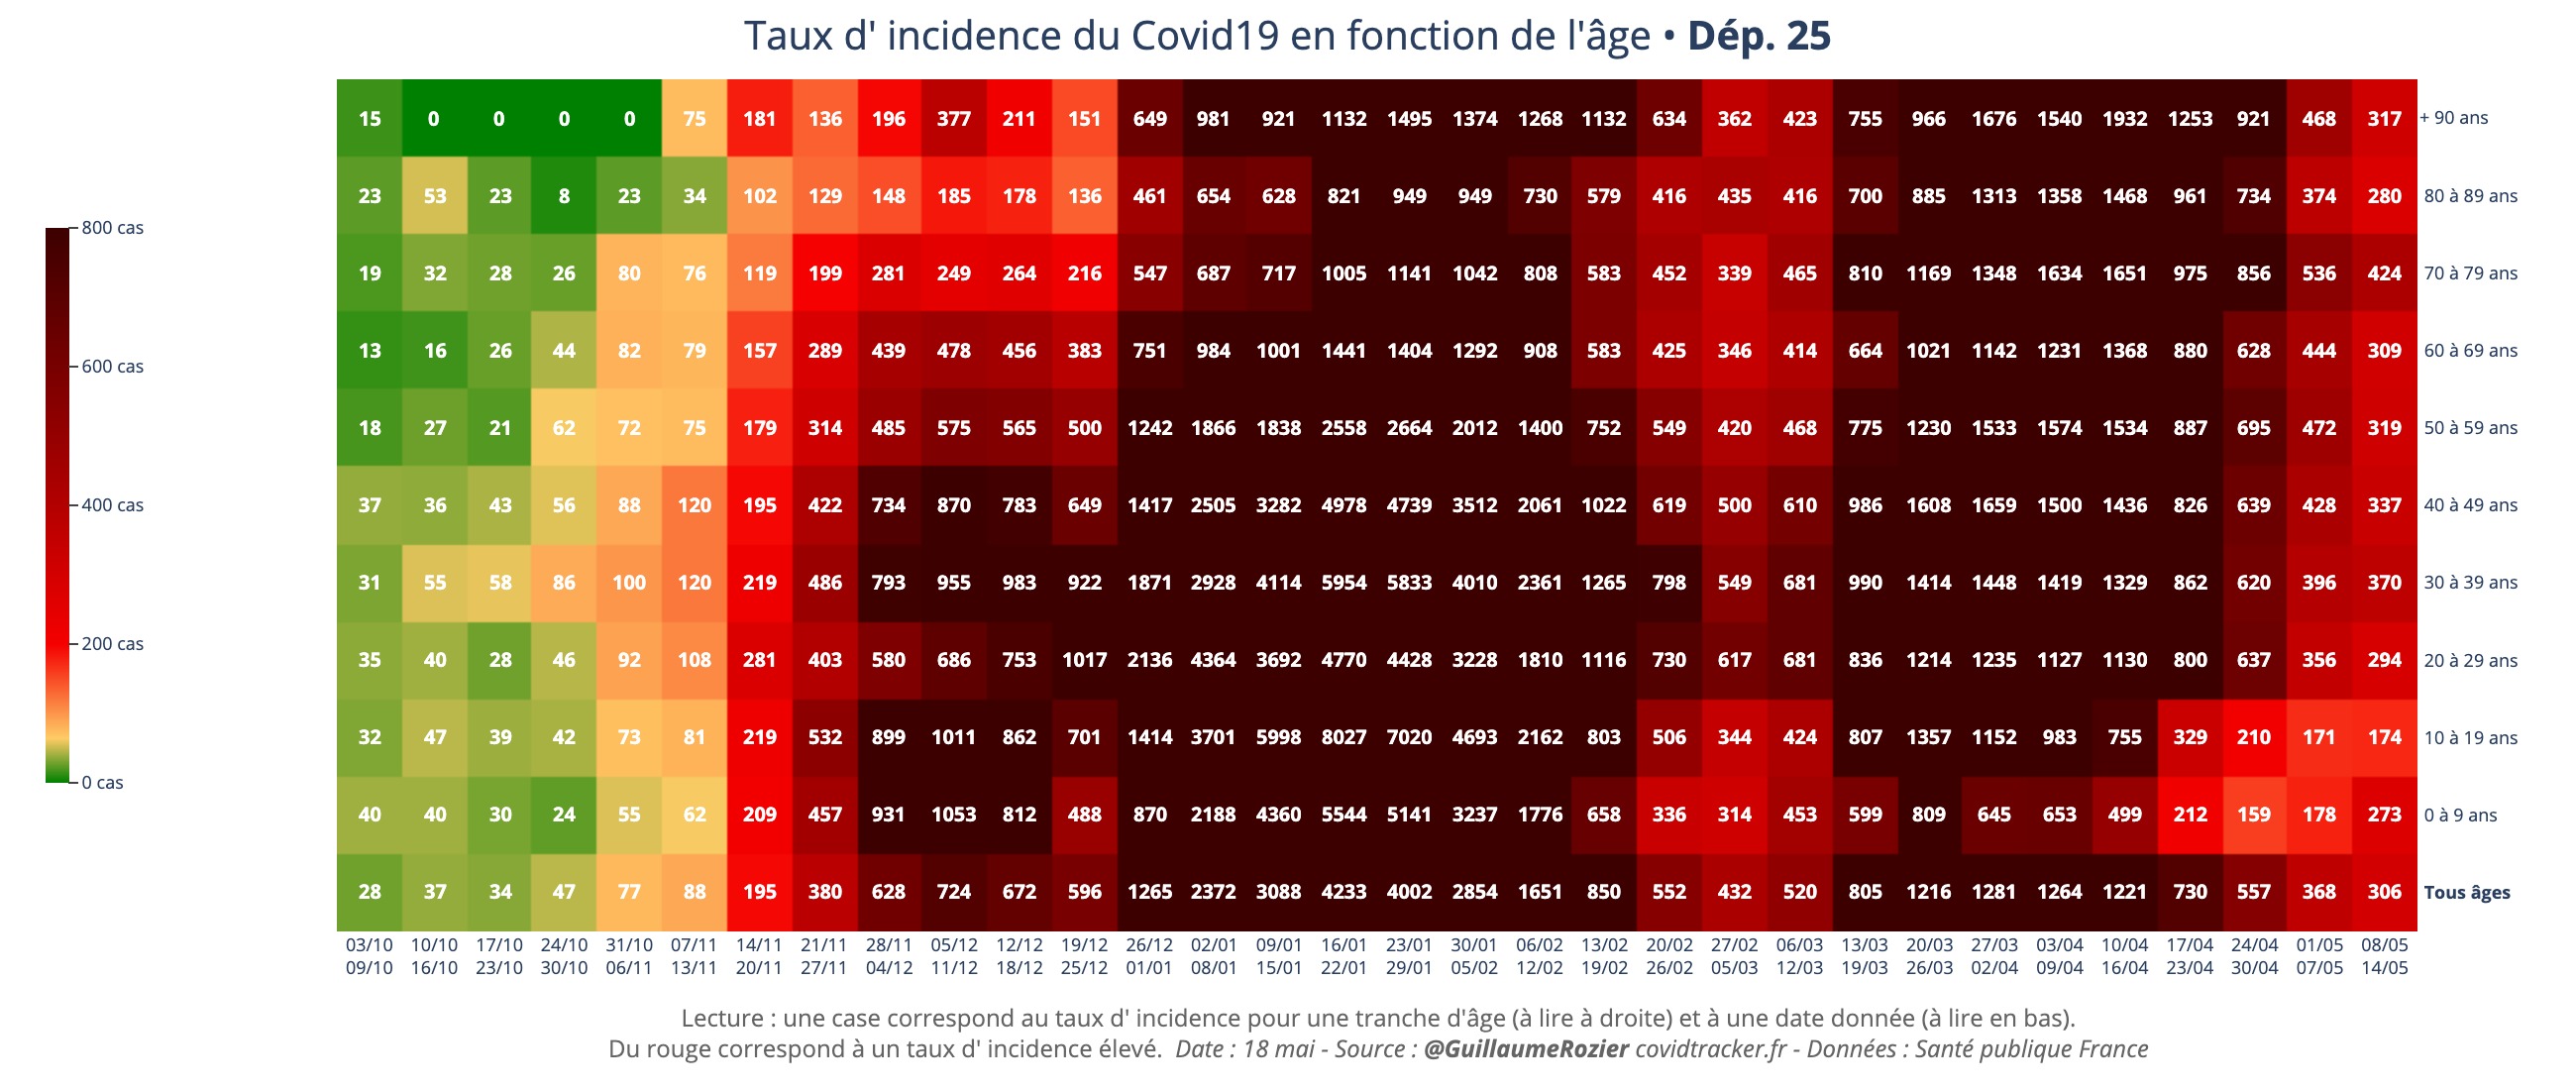 Taux d' incidence du Covid19 en fonction de l'âge • Dép. 25
15 0 0 0 0 75 181 136 196 377 211 151 649 981 921 1132 1495 1374 1268 1132 634 362 423 755 966 1676 1540 1932 1253 921 468 317 + 90 ans
23 53 23 8 23 34 102 129 148 185 178 136 461 654 628 821 949 949 730 579 416 435 416 700 885 1313 1358 1468 961 734 374 280 80 à 89 ans
800 cas
19 32 28 26 80 76 119 199 281 249 264 216 547 687 717 1005 1141 1042 808 583 452 339 465 810 1169 1348 1634 1651 975 856 536 424 70 à 79 ans
13 16 26 44 82 79 157 289 439 478 456 383 751 984 1001 1441 1404 1292 908 583 425 346 414 664 1021 1142 1231 1368 880 628 444 309 60 à 69 ans
600 cas
18 27 21 62 72 75 179 314 485 575 565 500 1242 1866 1838 2558 2664 2012 1400 752 549 420 468 775 1230 1533 1574 1534 887 695 472 319 50 à 59 ans
400 cas
37 36 43 56 88 120 195 422 734 870 783 649 1417 2505 3282 4978 4739 3512 2061 1022 619 500 610 986 1608 1659 1500 1436 826 639 428 337 40 à 49 ans
31 55 58 86 100 120 219 486 793 955 983 922 1871 2928 4114 5954 5833 4010 2361 1265 798 549 681 990 1414 1448 1419 1329 862 620 396 370 30 à 39 ans
200 cas
35 40 28 46 92 108 281 403 580 686 753 1017 2136 4364 3692 4770 4428 3228 1810 1116 730 617 681 836 1214 1235 1127 1130 800 637 356 294 20 à 29 ans
32 47 39 42 73 81 219 532 899 1011 862 701 1414 3701 5998 8027 7020 4693 2162 803 506 344 424 807 1357 1152 983 755 329 210 171 174 10 à 19 ans
0 cas
40 40 30 24 55 62 209 457 931 1053 812 488 870 2188 4360 5544 5141 3237 1776 658 336 314 453 599 809 645 653 499 212 159 178 273 0 à 9 ans
28 37 34 47 77 88 195 380 628 724 672 596 1265 2372 3088 4233 4002 2854 1651 850 552 432 520 805 1216 1281 1264 1221 730 557 368 306 Tous âges
03/10 10/10 17/10 24/10 31/10 07/11 14/11 21/11 28/11 05/12 12/12 19/12 26/12 02/01 09/01 16/01 23/01 30/01 06/02 13/02 20/02 27/02 06/03 13/03 20/03 27/03 03/04 10/04 17/04 24/04 01/05 08/05
09/10 16/10 23/10 30/10 06/11 13/11 20/11 27/11 04/12 11/12 18/12 25/12 01/01 08/01 15/01 22/01 29/01 05/02 12/02 19/02 26/02 05/03 12/03 19/03 26/03 02/04 09/04 16/04 23/04 30/04 07/05 14/05
Lecture : une case correspond au taux d' incidence pour une tranche d'âge (à lire à droite) et à une date donnée (à lire en bas).
Du rouge correspond à un taux d' incidence élevé. Date : 18 mai - Source : @GuillaumeRozier covidtracker.fr - Données : Santé publique France